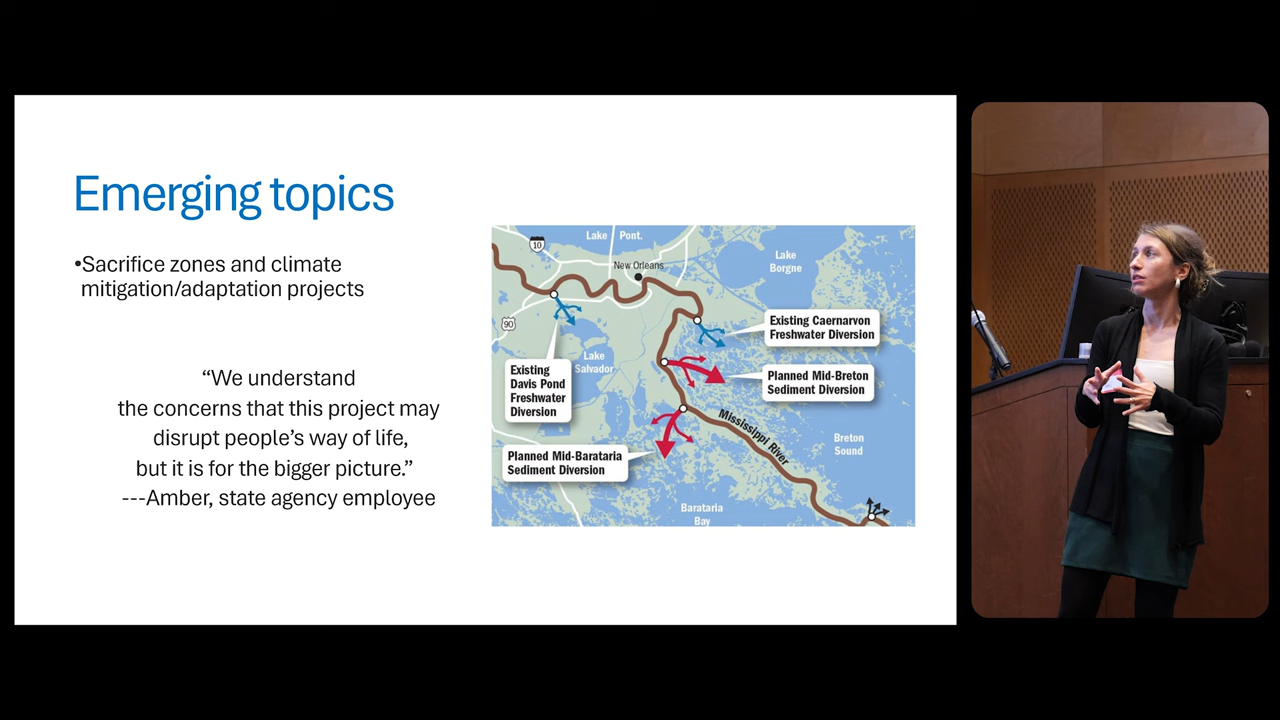 Emerging topics
•Sacrifice zones and climate
mitigation/adaptation projects
“We understand
the concerns that this project may
disrupt people’s way of life,
but it is for the bigger picture.”
---Amber, state agency employee
10
Lake Pont.
New Orleans
Lake
Borgne
90
Existing Caernarvon
Freshwater Diversion
Lake
Salvador
Existing
Davis Pond
Freshwater
Diversion
Planned Mid-Breton
Sediment Diversion
Mississippi River
Breton
Sound
Planned Mid-Barataria
Sediment Diversion
Barataria
Bay